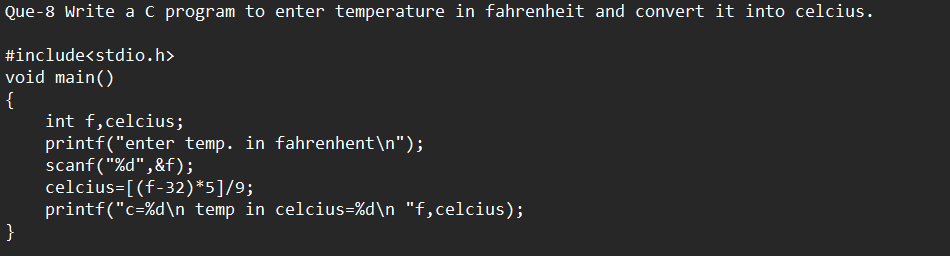 Que-8 Write a C program to enter temperature in fahrenheit and convert it into celcius.
#include<stdio.h>
void main()
{
int f,celcius;
printf("enter temp. in fahrenhent\n");
scanf("%d",&f);
celcius=[(f-32)*5]/9;
printf("c=%d\n temp in celcius=%d\n "f,celcius);
}